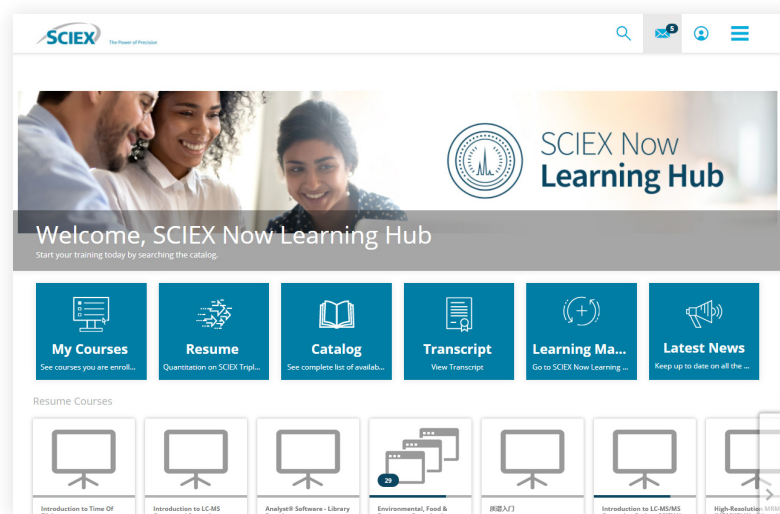 SCIEX
The Power of Precision
5
SCIEX Now
Learning Hub
Welcome, SCIEX Now Learning Hub
Start your training today by searching the catalog.
My Courses
See courses you are enroll...
Resume
Quantitation on SCIEX Tripl...
Catalog
See complete list of availab...
Transcript
View Transcript
Learning Ma...
Go to SCIEX Now Learning ...
Latest News
Keep up to date on all the ...
Resume Courses
29
Introduction to Time Of
Introduction to LC-MS
Analyst® Software - Library
Environmental, Food &
频道入门
Introduction to LC-MS/MS
High-Resolution MRM